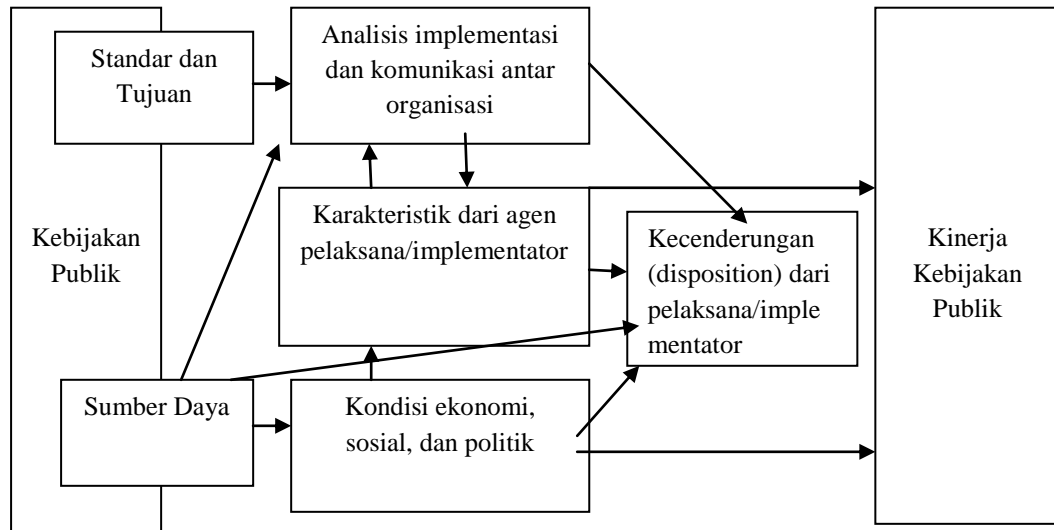 Kebijakan
Publik
Standar dan
Tujuan
Sumber Daya
Analisis implementasi
dan komunikasi antar
organisasi
Karakteristik dari agen
pelaksana/implementator
Kondisi ekonomi,
sosial, dan politik
Kecenderungan
(disposition) dari
pelaksana/imple
mentator
Kinerja
Kebijakan
Publik